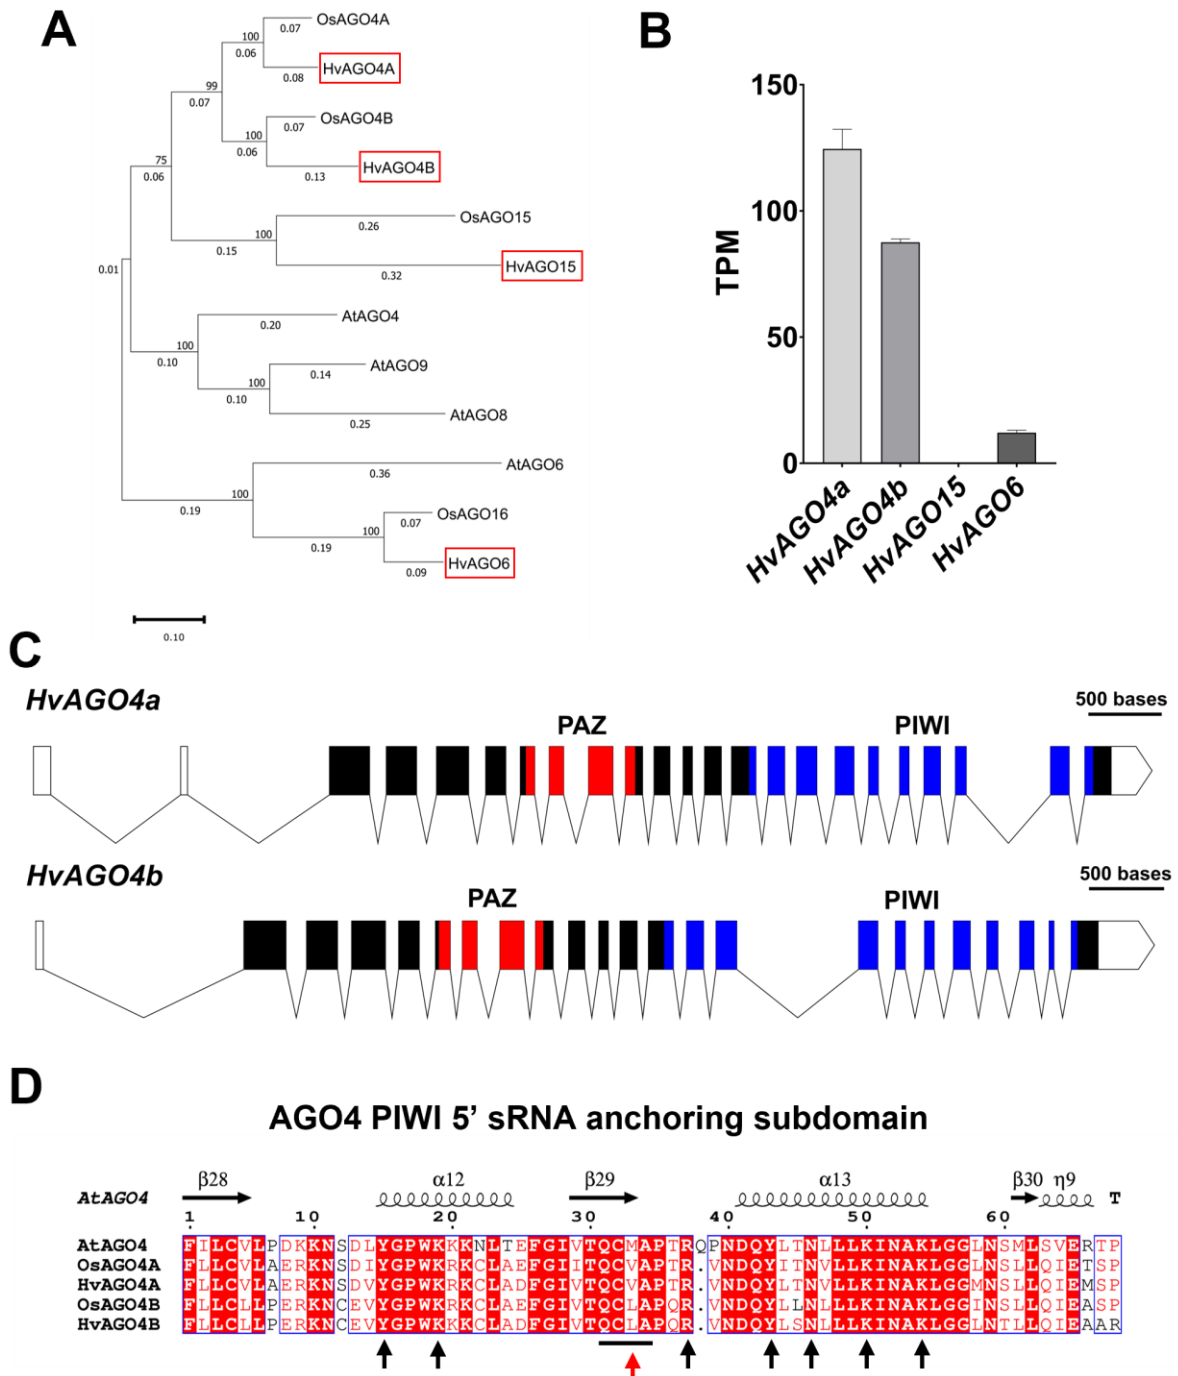 A
OsAGO4A
0.07
100
0.06
HvAGO4A
0.08
99
0.07
OsAGO4B
0.07
100
0.06
HvAGO4B
0.13
75
0.06
OsAGO15
0.26
100
0.15
HvAGO15
0.32
0.01
AtAGO4
0.20
100
0.10
AtAGO9
0.14
100
0.10
AtAGO8
0.25
AtAGO6
0.36
100
0.19
OsAGO16
0.07
100
0.19
HvAGO6
0.09
0.10
B
150
100
50
0
TPM
HvAGO4a
HvAGO4b
HvAGO15
HvAGO6
C
HvAGO4a
500 bases
PAZ
PIWI
HvAGO4b
500 bases
PAZ
PIWI
D
AGO4 PIWI 5’ sRNA anchoring subdomain
β28 α12 β29 α13 β30 η9
AtAGO4 T
1 10 20 30 40 50 60
AtAGO4 FILCVLPDKKNSDLYGPWKKKNLTEFGIVTQCMAPTRQPNDQYLTNLLLKINAKLGGLNSMLSVERTP
OsAGO4A FLLCVLAERKNSDIYGPWKRKCLAEFGIITQCVAPTR.VNDQYITNVLLKINAKLGGLNSLLQIETSP
HvAGO4A FLLCVLAERKNSDVYGPWKRKCLAEFGIVTQCVAPTR.VNDQYLTNVLLKINAKLGGMNSLLQIEMSP
OsAGO4B FLLCLLPERKNCEVYGPWKRKCLAEFGIVTQCLAPQR.VNDQYLLNLLLKINAKLGGINSLLQIEASP
HvAGO4B FLLCLLPERKNCEVYGPWKKKCLAEFGIVTQCLAPQR.VNDQYLSNLLLKINAKLGGLNTLLQIEAAR